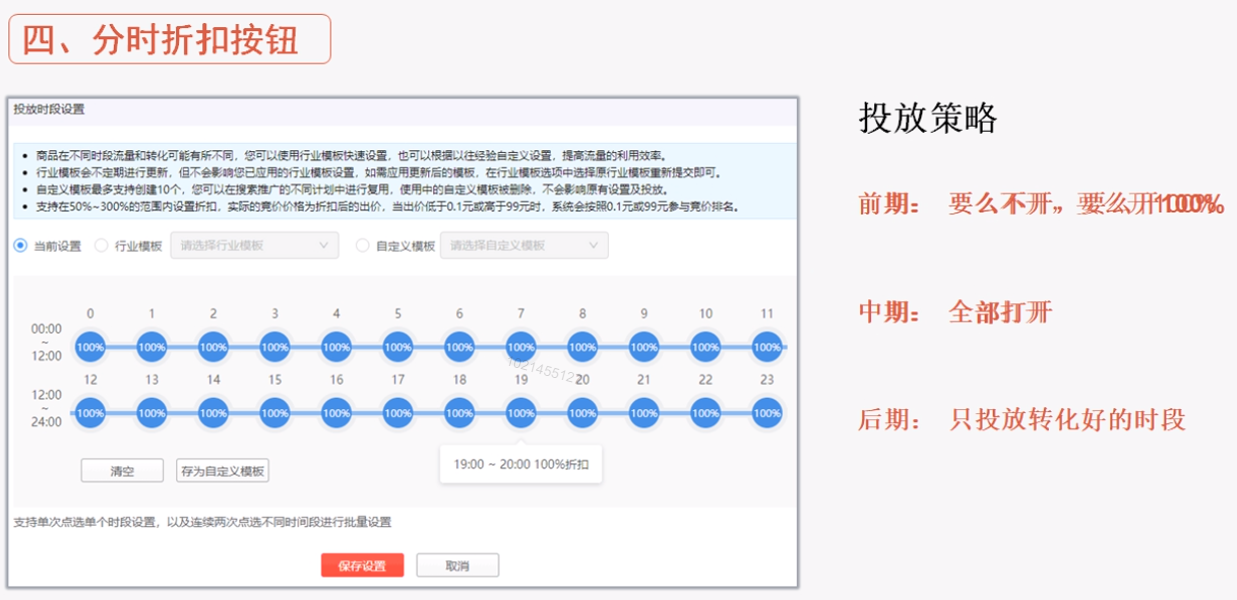 四、分时折扣按钮
投放时段设置
• 商品在不同时段流量和转化可能有所不同，您可以使用行业模板快速设置，也可以根据以往经验自定义设置，提高流量的利用效率。
• 行业模板会不定期进行更新，但不会影响您已应用的行业模板设置，如需应用更新后的模板，在行业模板选项中选择原行业模板重新提交即可。
• 自定义模板最多支持创建10个，您可以在搜索推广的不同计划中进行复用，使用中的自定义模板被删除，不会影响原有设置及投放。
• 支持在50%~300%的范围内设置折扣，实际的竞价价格为折扣后的出价，当出价低于0.1元或高于99元时，系统会按照0.1元或99元参与竞价排名。
当前设置 行业模板 请选择行业模板 自定义模板 请选择自定义模板
0 1 2 3 4 5 6 7 8 9 10 11
00:00 ~ 12:00
100% 100% 100% 100% 100% 100% 100% 100% 100% 100% 100% 100%
12 13 14 15 16 17 18 19 20 21 22 23
12:00 ~ 24:00
100% 100% 100% 100% 100% 100% 100% 100% 100% 100% 100% 100%
19:00 ~ 20:00 100%折扣
清空 存为自定义模板
支持单次点选单个时段设置，以及连续两次点选不同时间段进行批量设置
保存设置 取消
投放策略
前期： 要么不开，要么开100%
中期： 全部打开
后期： 只投放转化好的时段